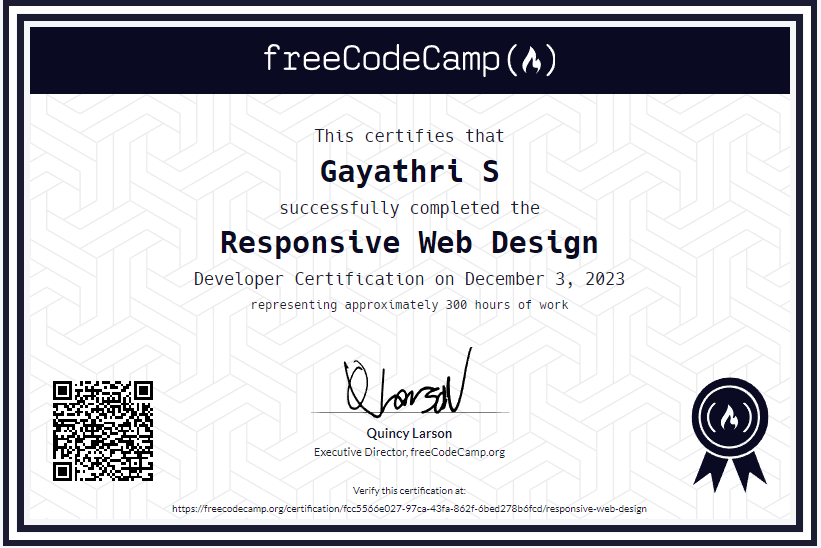 freeCodeCamp(🔥)
This certifies that
Gayathri S
successfully completed the
Responsive Web Design
Developer Certification on December 3, 2023
representing approximately 300 hours of work
QLarson
Quincy Larson
Executive Director, freeCodeCamp.org
Verify this certification at:
https://freecodecamp.org/certification/fcc5566e027-97ca-43fa-862f-6bed278b6fcd/responsive-web-design